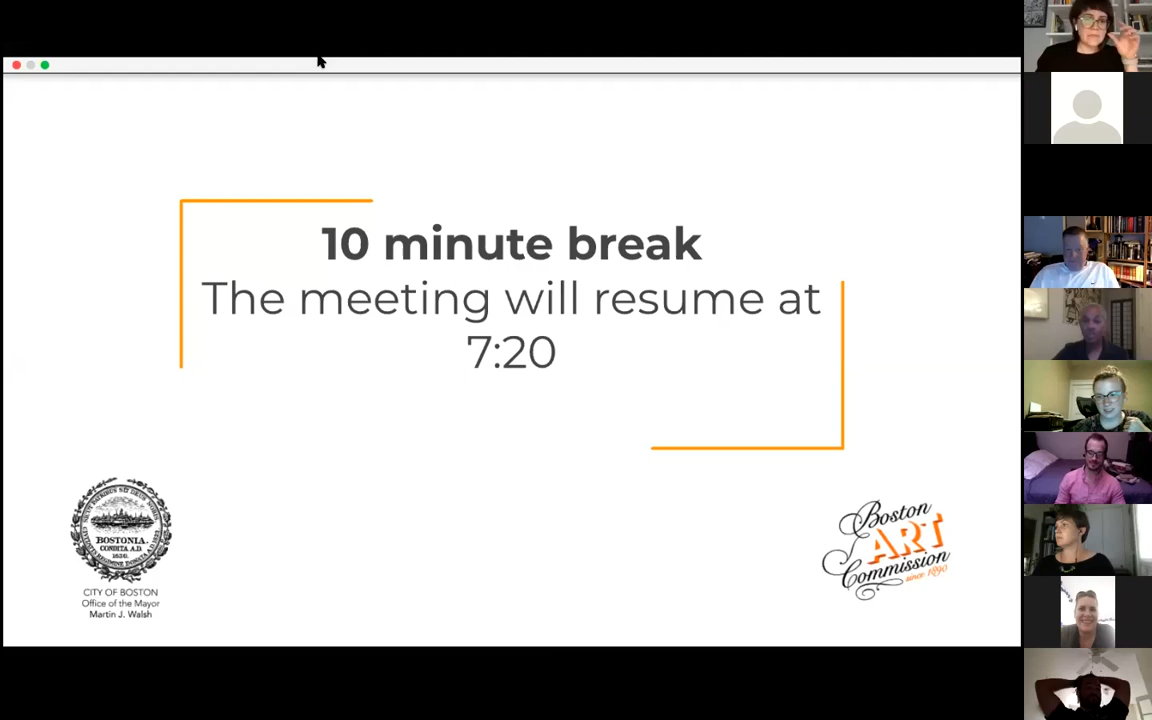 10 minute break
The meeting will resume at
7:20
BOSTONIA.
CONDITA A.D.
1630.
CITY OF BOSTON
Office of the Mayor
Martin J. Walsh
Boston
ART
Commission
since 1890